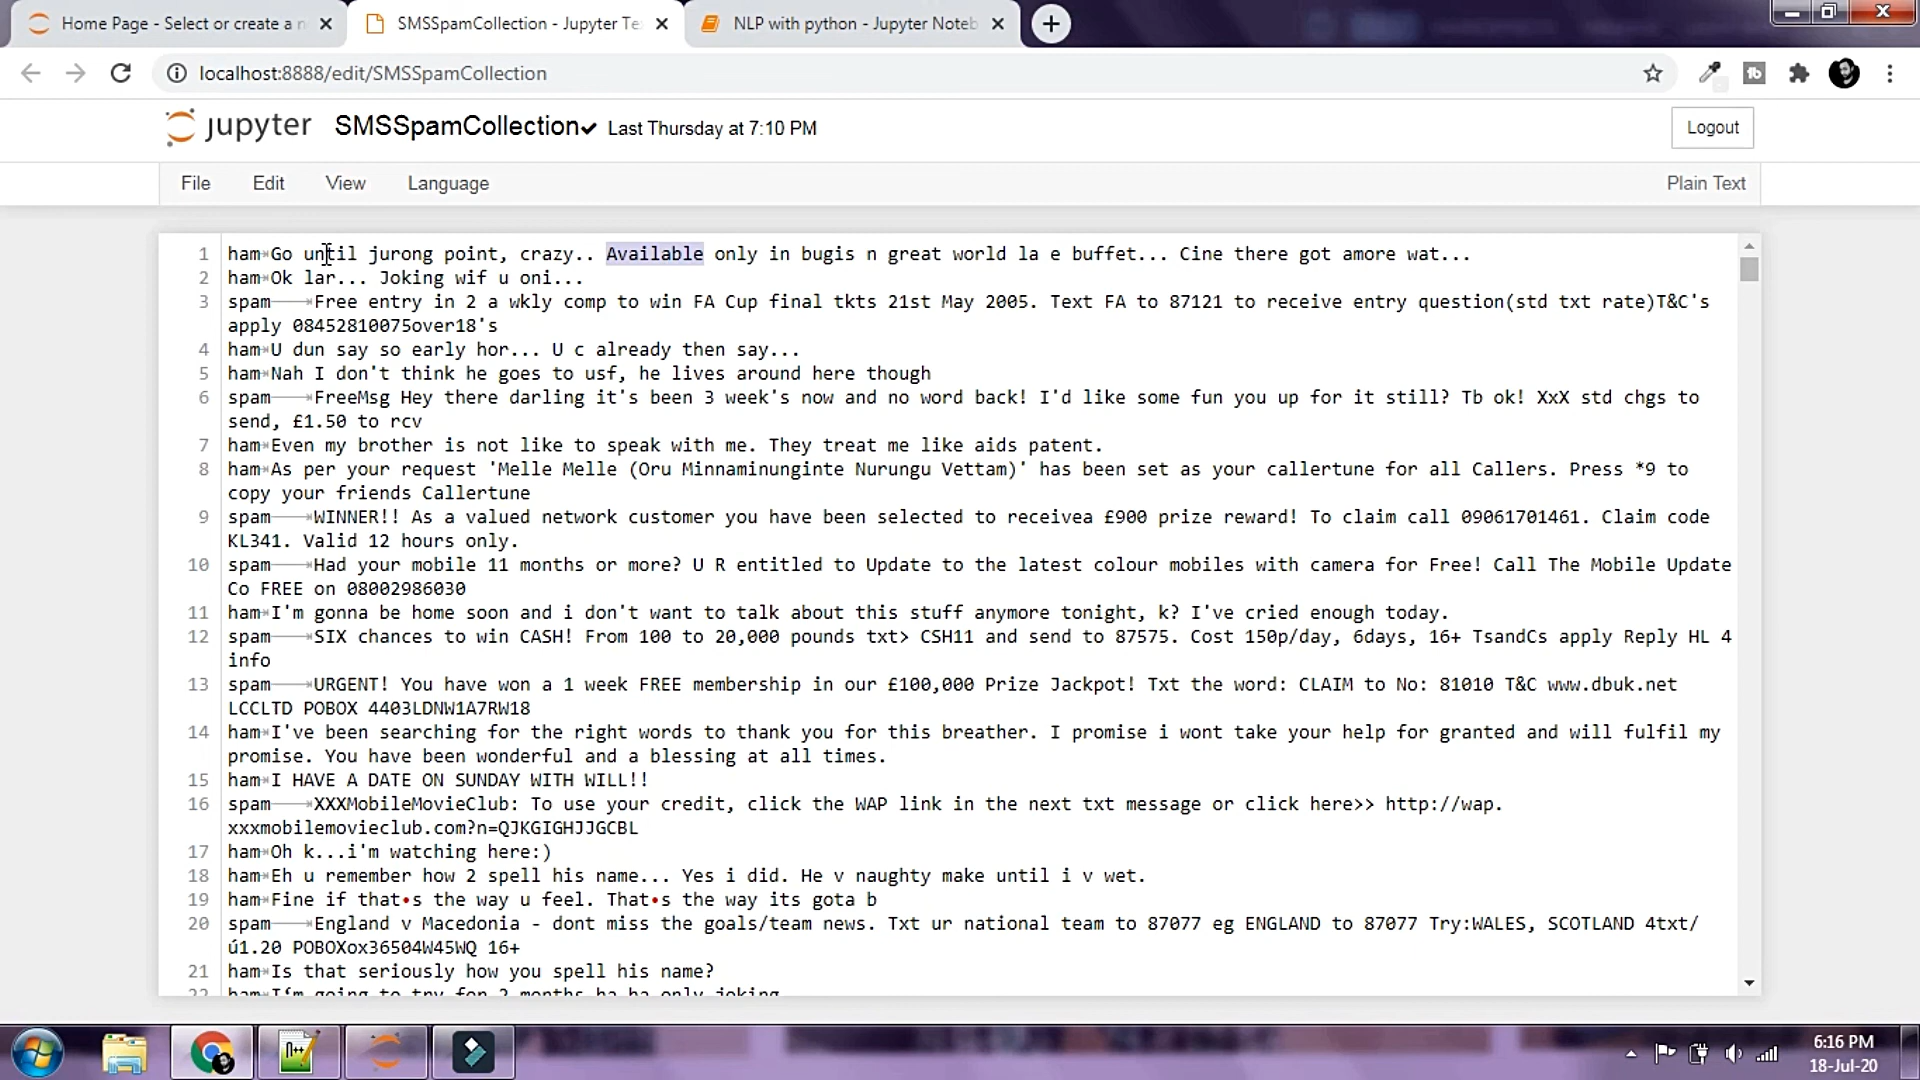 Home Page - Select or create a n
SMSSpamCollection - Jupyter Te
NLP with python - Jupyter Noteb
localhost:8888/edit/SMSSpamCollection
jupyter SMSSpamCollection Last Thursday at 7:10 PM
Logout
File Edit View Language
Plain Text
1 ham Go until jurong point, crazy.. Available only in bugis n great world la e buffet... Cine there got amore wat...
2 ham Ok lar... Joking wif u oni...
3 spam Free entry in 2 a wkly comp to win FA Cup final tkts 21st May 2005. Text FA to 87121 to receive entry question(std txt rate)T&C's
apply 08452810075over18's
4 ham U dun say so early hor... U c already then say...
5 ham Nah I don't think he goes to usf, he lives around here though
6 spam FreeMsg Hey there darling it's been 3 week's now and no word back! I'd like some fun you up for it still? Tb ok! XxX std chgs to
send, £1.50 to rcv
7 ham Even my brother is not like to speak with me. They treat me like aids patent.
8 ham As per your request 'Melle Melle (Oru Minnaminunginte Nurungu Vettam)' has been set as your callertune for all Callers. Press *9 to
copy your friends Callertune
9 spam WINNER!! As a valued network customer you have been selected to receivea £900 prize reward! To claim call 09061701461. Claim code
KL341. Valid 12 hours only.
10 spam Had your mobile 11 months or more? U R entitled to Update to the latest colour mobiles with camera for Free! Call The Mobile Update
Co FREE on 08002986030
11 ham I'm gonna be home soon and i don't want to talk about this stuff anymore tonight, k? I've cried enough today.
12 spam SIX chances to win CASH! From 100 to 20,000 pounds txt> CSH11 and send to 87575. Cost 150p/day, 6days, 16+ TsandCs apply Reply HL 4
info
13 spam URGENT! You have won a 1 week FREE membership in our £100,000 Prize Jackpot! Txt the word: CLAIM to No: 81010 T&C www.dbuk.net
LCCLTD POBOX 4403LDNW1A7RW18
14 ham I've been searching for the right words to thank you for this breather. I promise i wont take your help for granted and will fulfil my
promise. You have been wonderful and a blessing at all times.
15 ham I HAVE A DATE ON SUNDAY WITH WILL!!
16 spam XXXMobileMovieClub: To use your credit, click the WAP link in the next txt message or click here>> http://wap.
xxxmobilemovieclub.com?n=QJKGIGHJJGCBL
17 ham Oh k...i'm watching here:)
18 ham Eh u remember how 2 spell his name... Yes i did. He v naughty make until i v wet.
19 ham Fine if that•s the way u feel. That•s the way its gota b
20 spam England v Macedonia - dont miss the goals/team news. Txt ur national team to 87077 eg ENGLAND to 87077 Try:WALES, SCOTLAND 4txt/
ú1.20 POBOXox36504W45WQ 16+
21 ham Is that seriously how you spell his name?
22 ham I‘m going to try for 2 months ha ha only joking
6:16 PM
18-Jul-20